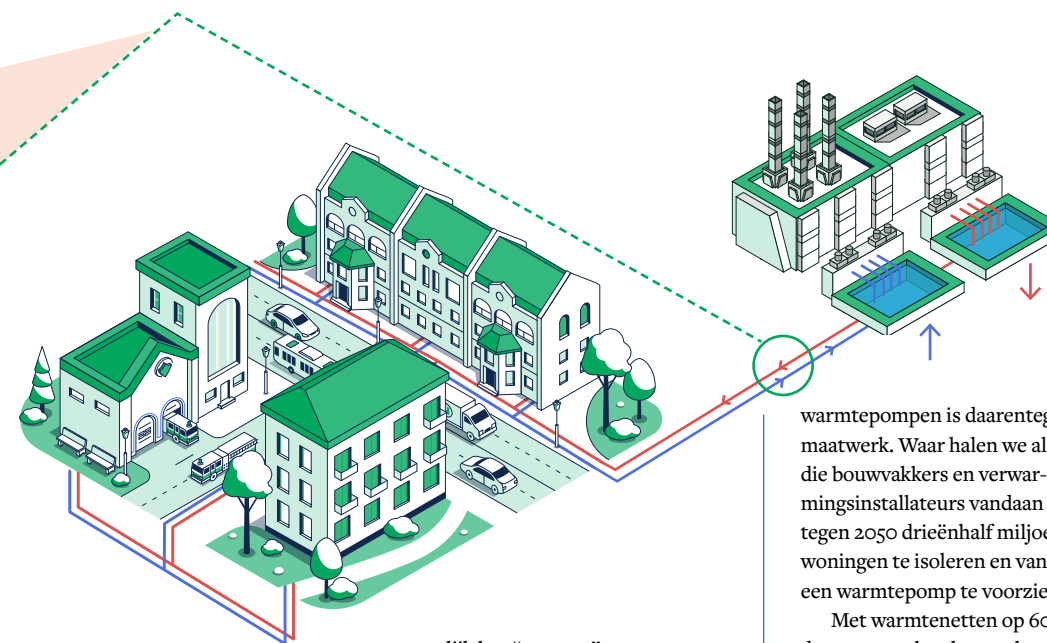 warmtepompen is daarenteg
maatwerk. Waar halen we al
die bouwvakkers en verwar-
mingsinstallateurs vandaan
tegen 2050 drieënhalf miljoe
woningen te isoleren en van
een warmtepomp te voorzie
Met warmtenetten op 60